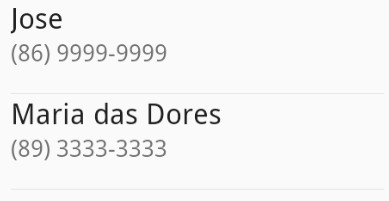 Jose
(86) 9999-9999
Maria das Dores
(89) 3333-3333